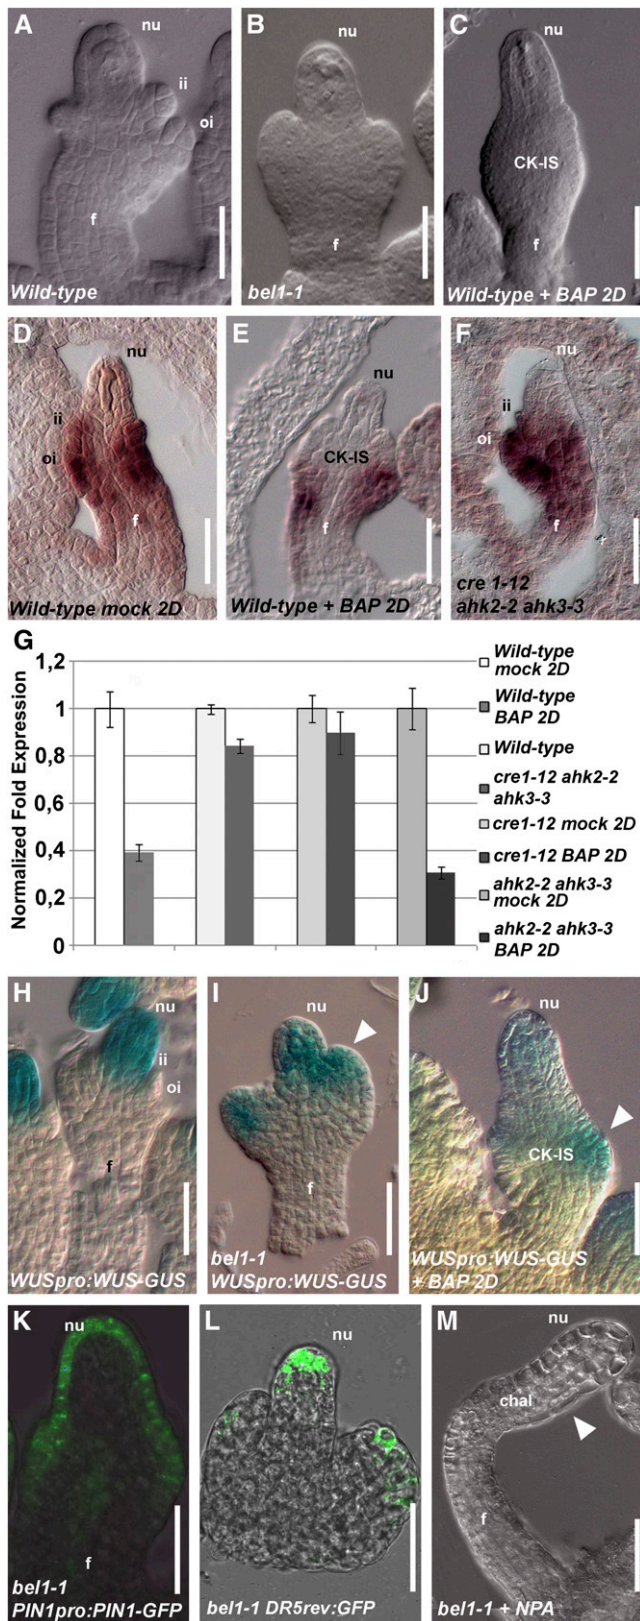 A
nu
ii
oi
f
Wild-type
B
nu
f
bel1-1
C
nu
CK-IS
f
Wild-type + BAP 2D
D
nu
ii
oi
f
Wild-type mock 2D
E
nu
CK-IS
f
Wild-type + BAP 2D
F
nu
ii
oi
f
cre 1-12
ahk2-2 ahk3-3
G
Normalized Fold Expression
1,2
1
0,8
0,6
0,4
0,2
0
Wild-type
mock 2D
Wild-type
BAP 2D
Wild-type
cre1-12 ahk2-2
ahk3-3
cre1-12 mock 2D
cre1-12 BAP 2D
ahk2-2 ahk3-3
mock 2D
ahk2-2 ahk3-3
BAP 2D
H
nu
ii
oi
f
WUSpro:WUS-GUS
I
nu
f
bel1-1
WUSpro:WUS-GUS
J
nu
CK-IS
WUSpro:WUS-GUS
+ BAP 2D
K
nu
f
bel1-1
PIN1pro:PIN1-GFP
L
nu
bel1-1 DR5rev:GFP
M
nu
chal
f
bel1-1 + NPA